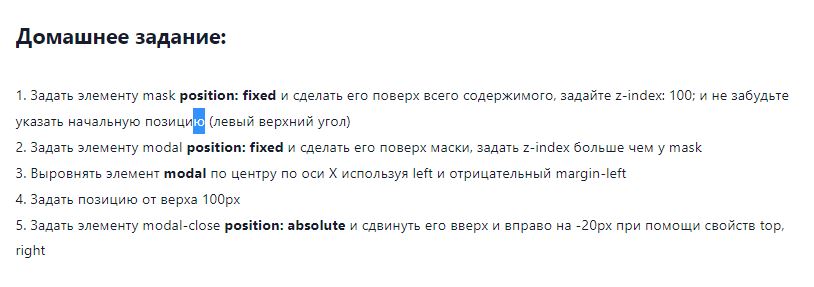 Домашнее задание:
1. Задать элементу mask position: fixed и сделать его поверх всего содержимого, задайте z-index: 100; и не забудьте
указать начальную позицию (левый верхний угол)
2. Задать элементу modal position: fixed и сделать его поверх маски, задать z-index больше чем у mask
3. Выровнять элемент modal по центру по оси X используя left и отрицательный margin-left
4. Задать позицию от верха 100px
5. Задать элементу modal-close position: absolute и сдвинуть его вверх и вправо на -20px при помощи свойств top,
right